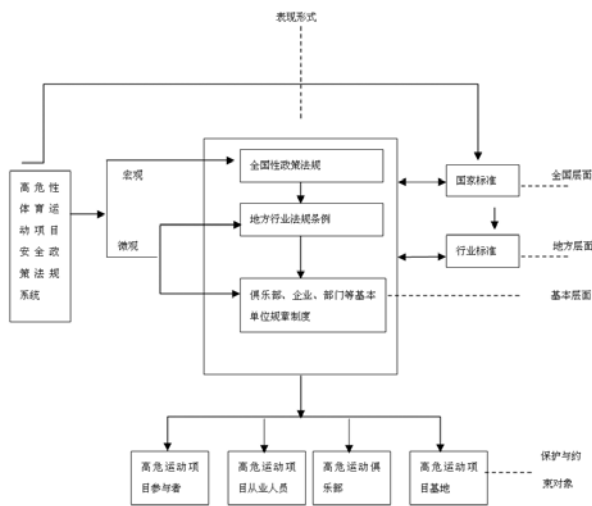 表现形式
全国性政策法规
宏观
国家标准
全国层面
高危性
体育运
动项目
安全政
策法规
系统
地方行业法规条例
微观
行业标准
地方层面
俱乐部、企业、部门等基本
单位规章制度
基本层面
高危运动项
目参与者
高危运动项
目从业人员
高危运动俱
乐部
高危运动项
目基地
保护与约
束对象